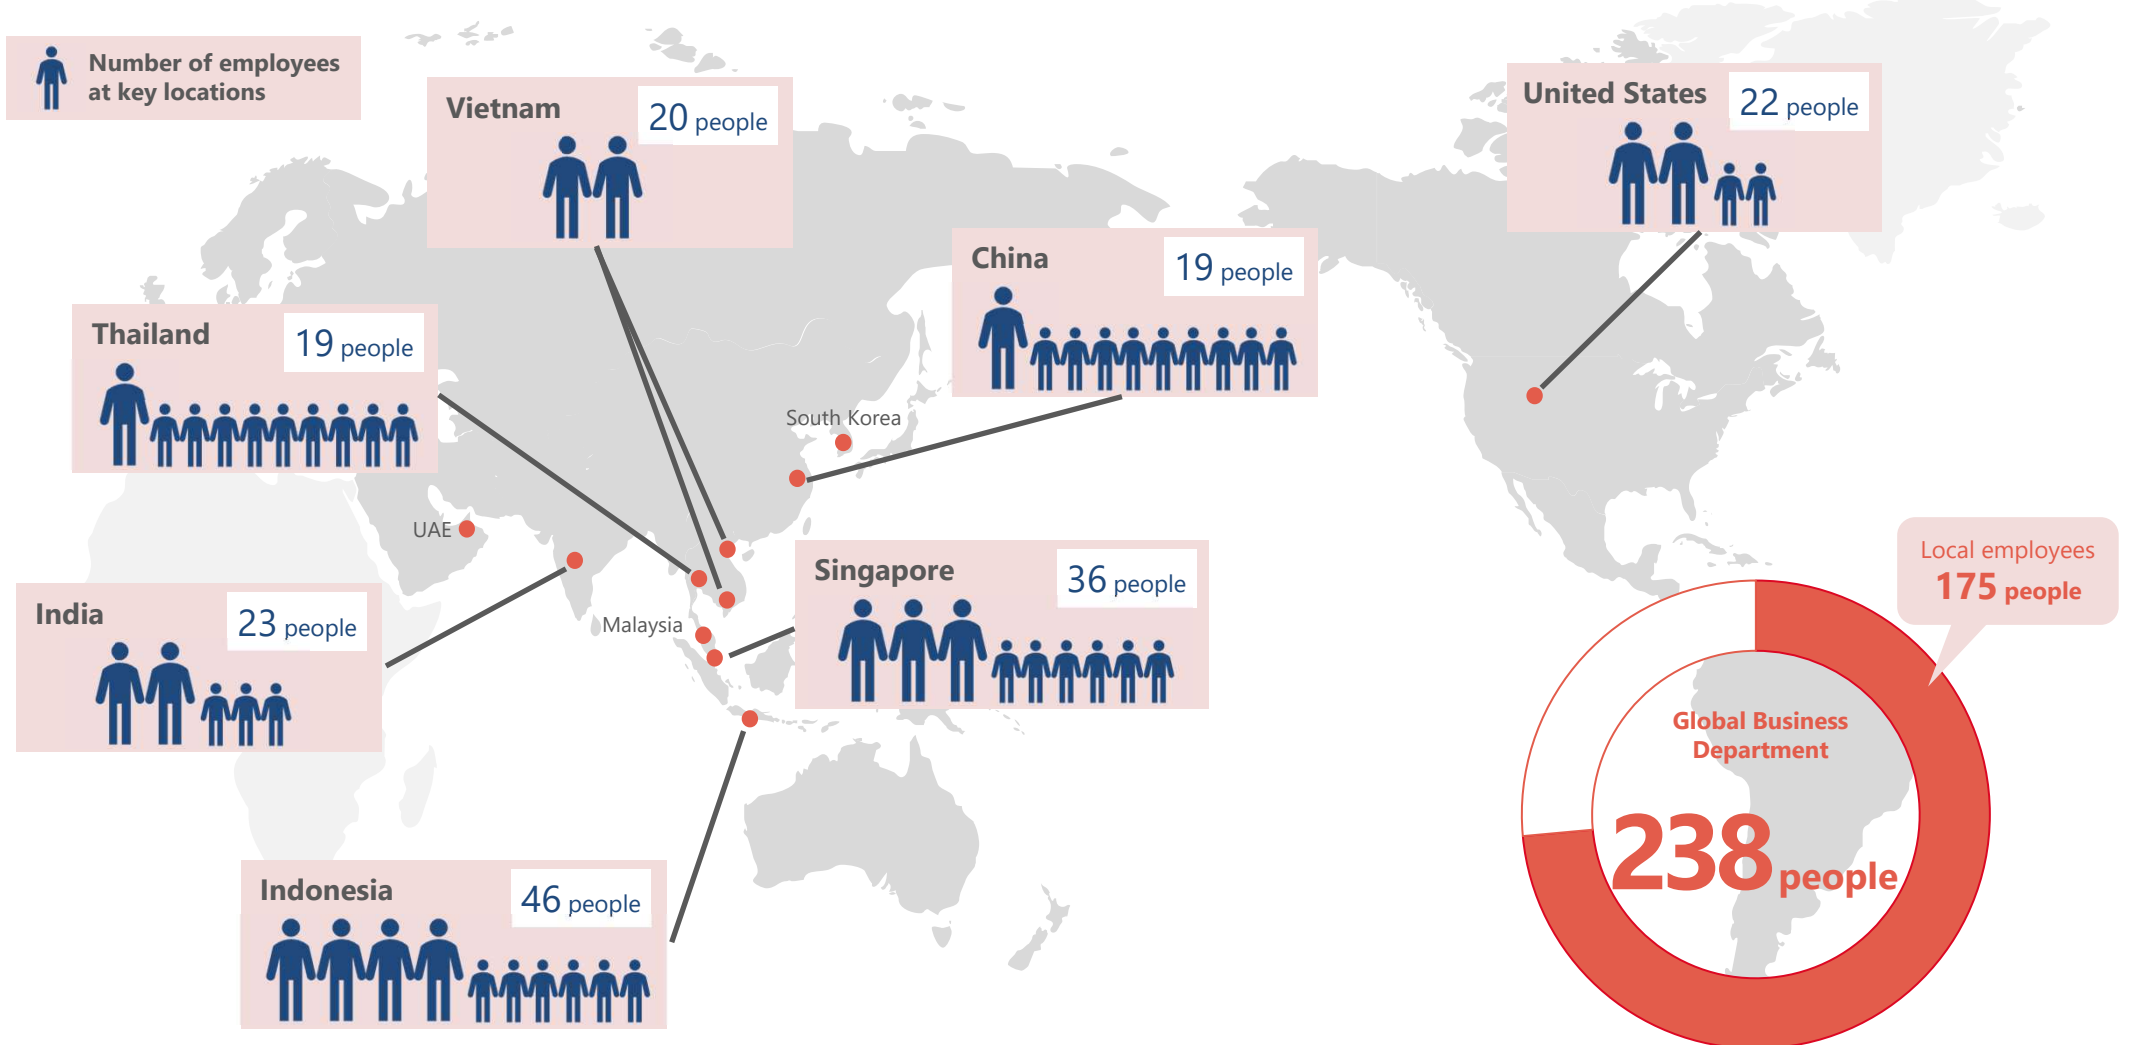 Number of employees
at key locations
Vietnam
20 people
United States
22 people
China
19 people
Thailand
19 people
South Korea
UAE
Singapore
36 people
Local employees
175 people
India
23 people
Malaysia
Global Business
Department
238 people
Indonesia
46 people